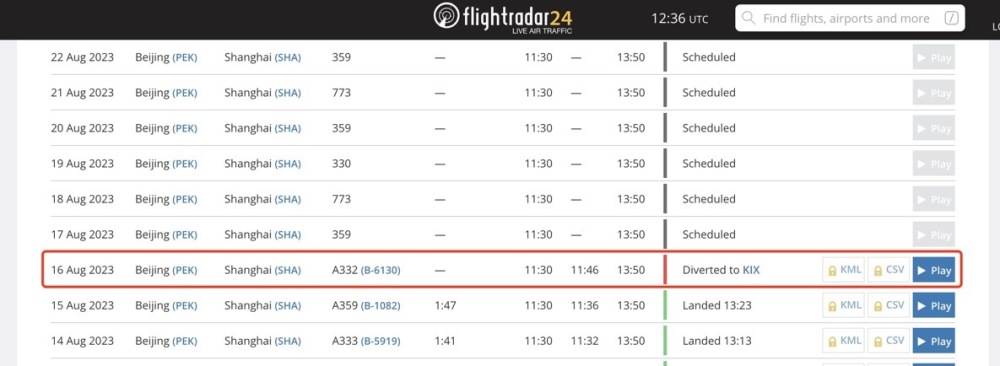 flightradar24
LIVE AIR TRAFFIC
12:36 UTC
Find flights, airports and more /
22 Aug 2023 Beijing (PEK) Shanghai (SHA) 359 — 11:30 — 13:50 Scheduled Play
21 Aug 2023 Beijing (PEK) Shanghai (SHA) 773 — 11:30 — 13:50 Scheduled Play
20 Aug 2023 Beijing (PEK) Shanghai (SHA) 359 — 11:30 — 13:50 Scheduled Play
19 Aug 2023 Beijing (PEK) Shanghai (SHA) 330 — 11:30 — 13:50 Scheduled Play
18 Aug 2023 Beijing (PEK) Shanghai (SHA) 773 — 11:30 — 13:50 Scheduled Play
17 Aug 2023 Beijing (PEK) Shanghai (SHA) 359 — 11:30 — 13:50 Scheduled Play
16 Aug 2023 Beijing (PEK) Shanghai (SHA) A332 (B-6130) — 11:30 11:46 13:50 Diverted to KIX KML CSV Play
15 Aug 2023 Beijing (PEK) Shanghai (SHA) A359 (B-1082) 1:47 11:30 11:36 13:50 Landed 13:23 KML CSV Play
14 Aug 2023 Beijing (PEK) Shanghai (SHA) A333 (B-5919) 1:41 11:30 11:32 13:50 Landed 13:13 KML CSV Play